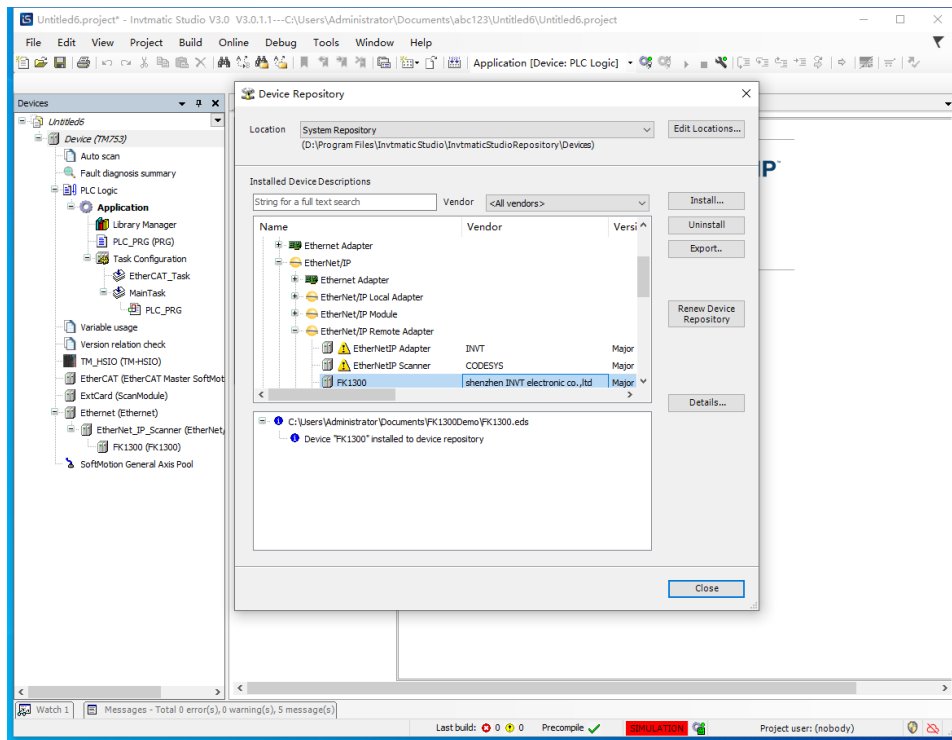 Untitled6.project* - Invtmatic Studio V3.0 V3.0.1.1---C:\Users\Administrator\Documents\abc123\Untitled6\Untitled6.project
File Edit View Project Build Online Debug Tools Window Help
Application [Device: PLC Logic]
Devices
Untitled6
Device (TM753)
Auto scan
Fault diagnosis summary
PLC Logic
Application
Library Manager
PLC_PRG (PRG)
Task Configuration
EtherCAT_Task
MainTask
PLC_PRG
Variable usage
Version relation check
TM_HSIO (TM-HSIO)
EtherCAT (EtherCAT Master SoftMot
ExtCard (ScanModule)
Ethernet (Ethernet)
EtherNet_IP_Scanner (EtherNet/
FK1300 (FK1300)
SoftMotion General Axis Pool
Device Repository
Location System Repository Edit Locations...
(D:\Program Files\Invtmatic Studio\InvtmaticStudioRepository\Devices)
Installed Device Descriptions
String for a full text search Vendor <All vendors> Install...
Name Vendor Versi Uninstall
Ethernet Adapter Export..
EtherNet/IP
Ethernet Adapter
EtherNet/IP Local Adapter
EtherNet/IP Module
Renew Device
Repository
EtherNet/IP Remote Adapter
EtherNetIP Adapter INVT Major
EtherNetIP Scanner CODESYS Major
FK1300 shenzhen INVT electronic co.,ltd Major
Details...
C:\Users\Administrator\Documents\FK1300Demo\FK1300.eds
Device "FK1300" installed to device repository
Close
P
Watch 1 Messages - Total 0 error(s), 0 warning(s), 5 message(s)
Last build: 0 0 Precompile SIMULATION Project user: (nobody)